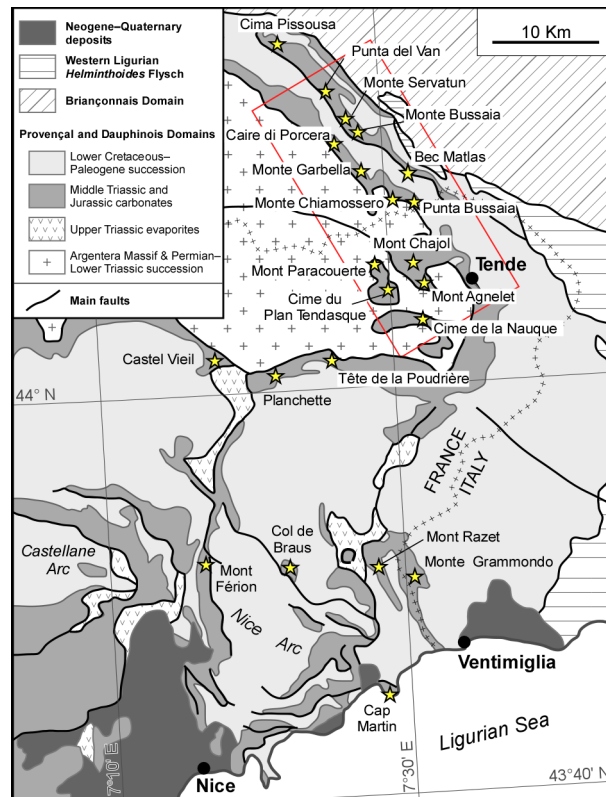 Neogene–Quaternary
deposits
Western Ligurian
Helminthoides Flysch
Briançonnais Domain
Provençal and Dauphinois Domains
Lower Cretaceous–
Paleogene succession
Middle Triassic and
Jurassic carbonates
Upper Triassic evaporites
Argentera Massif & Permian–
Lower Triassic succession
Main faults
10 Km
Cima Pissousa
Punta del Van
Monte Servatun
Monte Bussaia
Caire di Porcera
Bec Matlas
Monte Garbella
Monte Chiamossero
Punta Bussaia
Mont Chajol
Mont Paracouerte
Tende
Cime du
Plan Tendasque
Mont Agnelet
Cime de la Nauque
Castel Vieil
Tête de la Poudrière
Planchette
44° N
FRANCE
ITALY
Castellane
Arc
Mont
Férion
Col de
Braus
Mont Razet
Monte Grammondo
Nice Arc
Ventimiglia
Cap
Martin
Ligurian Sea
7°10' E
7°30' E
Nice
43°40' N